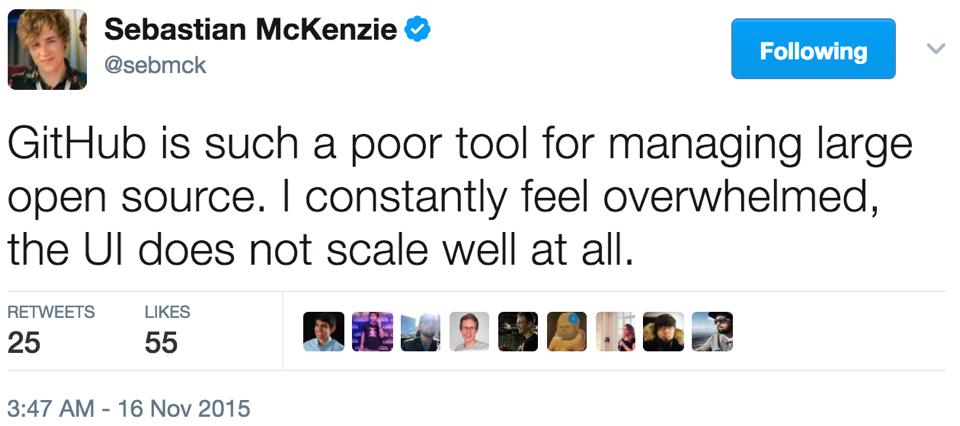 Sebastian McKenzie
@sebmck
Following
GitHub is such a poor tool for managing large
open source. I constantly feel overwhelmed,
the UI does not scale well at all.
RETWEETS LIKES
25 55
3:47 AM - 16 Nov 2015